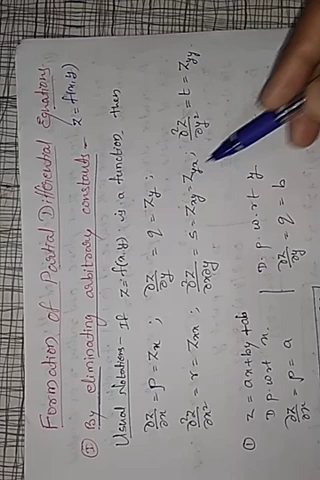 Formation of Partial Differential Equations
① By eliminating arbitrary constants - z = f(x,y)
Usual Notations - If z = f(x,y) is a function then
∂z/∂x = p = Zx ; ∂z/∂y = q = Zy ;
∂²z/∂x² = r = Zxx ; ∂²z/∂x∂y = s = Zxy = Zyx ; ∂²z/∂y² = t = Zyy.
① z = ax + by + ab
D p. w. r. t x. | D. p. w. r. t y
∂z/∂x = p = a | ∂z/∂y = q = b